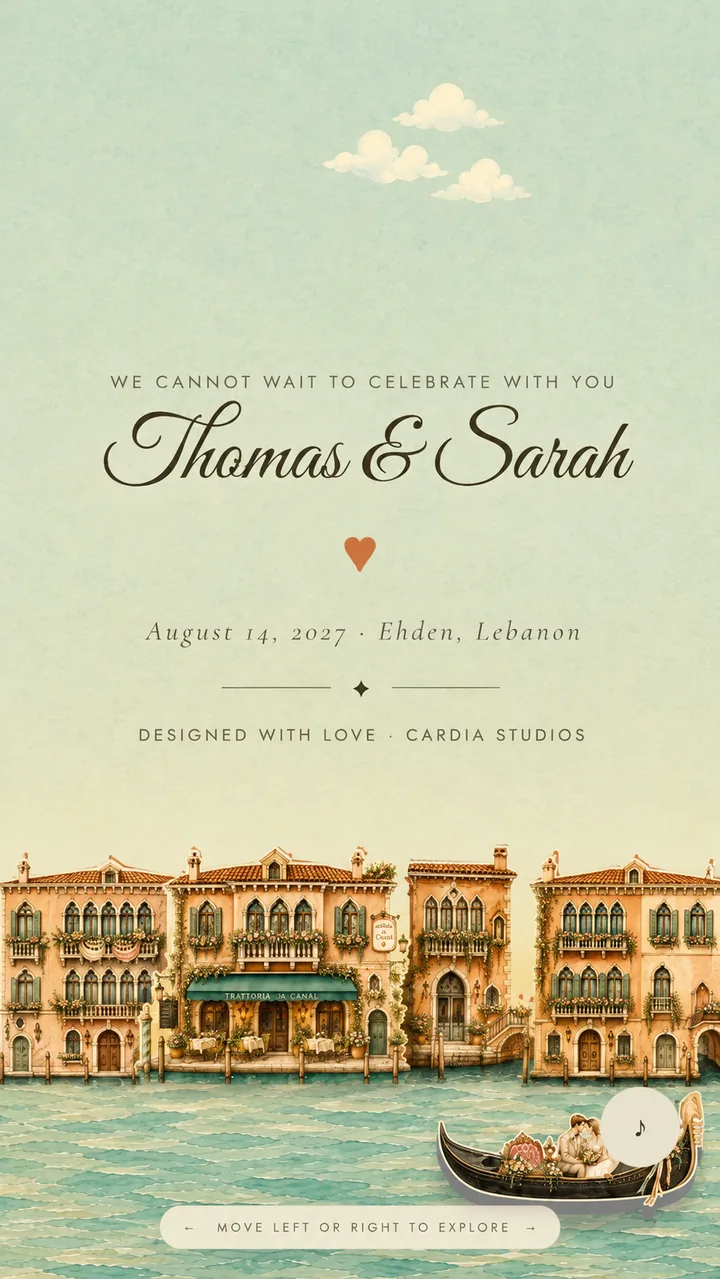 WE CANNOT WAIT TO CELEBRATE WITH YOU
Thomas & Sarah
August 14, 2027 · Ehden, Lebanon
DESIGNED WITH LOVE · CARDIA STUDIOS
TRATTORIA DA CANAL
← MOVE LEFT OR RIGHT TO EXPLORE →